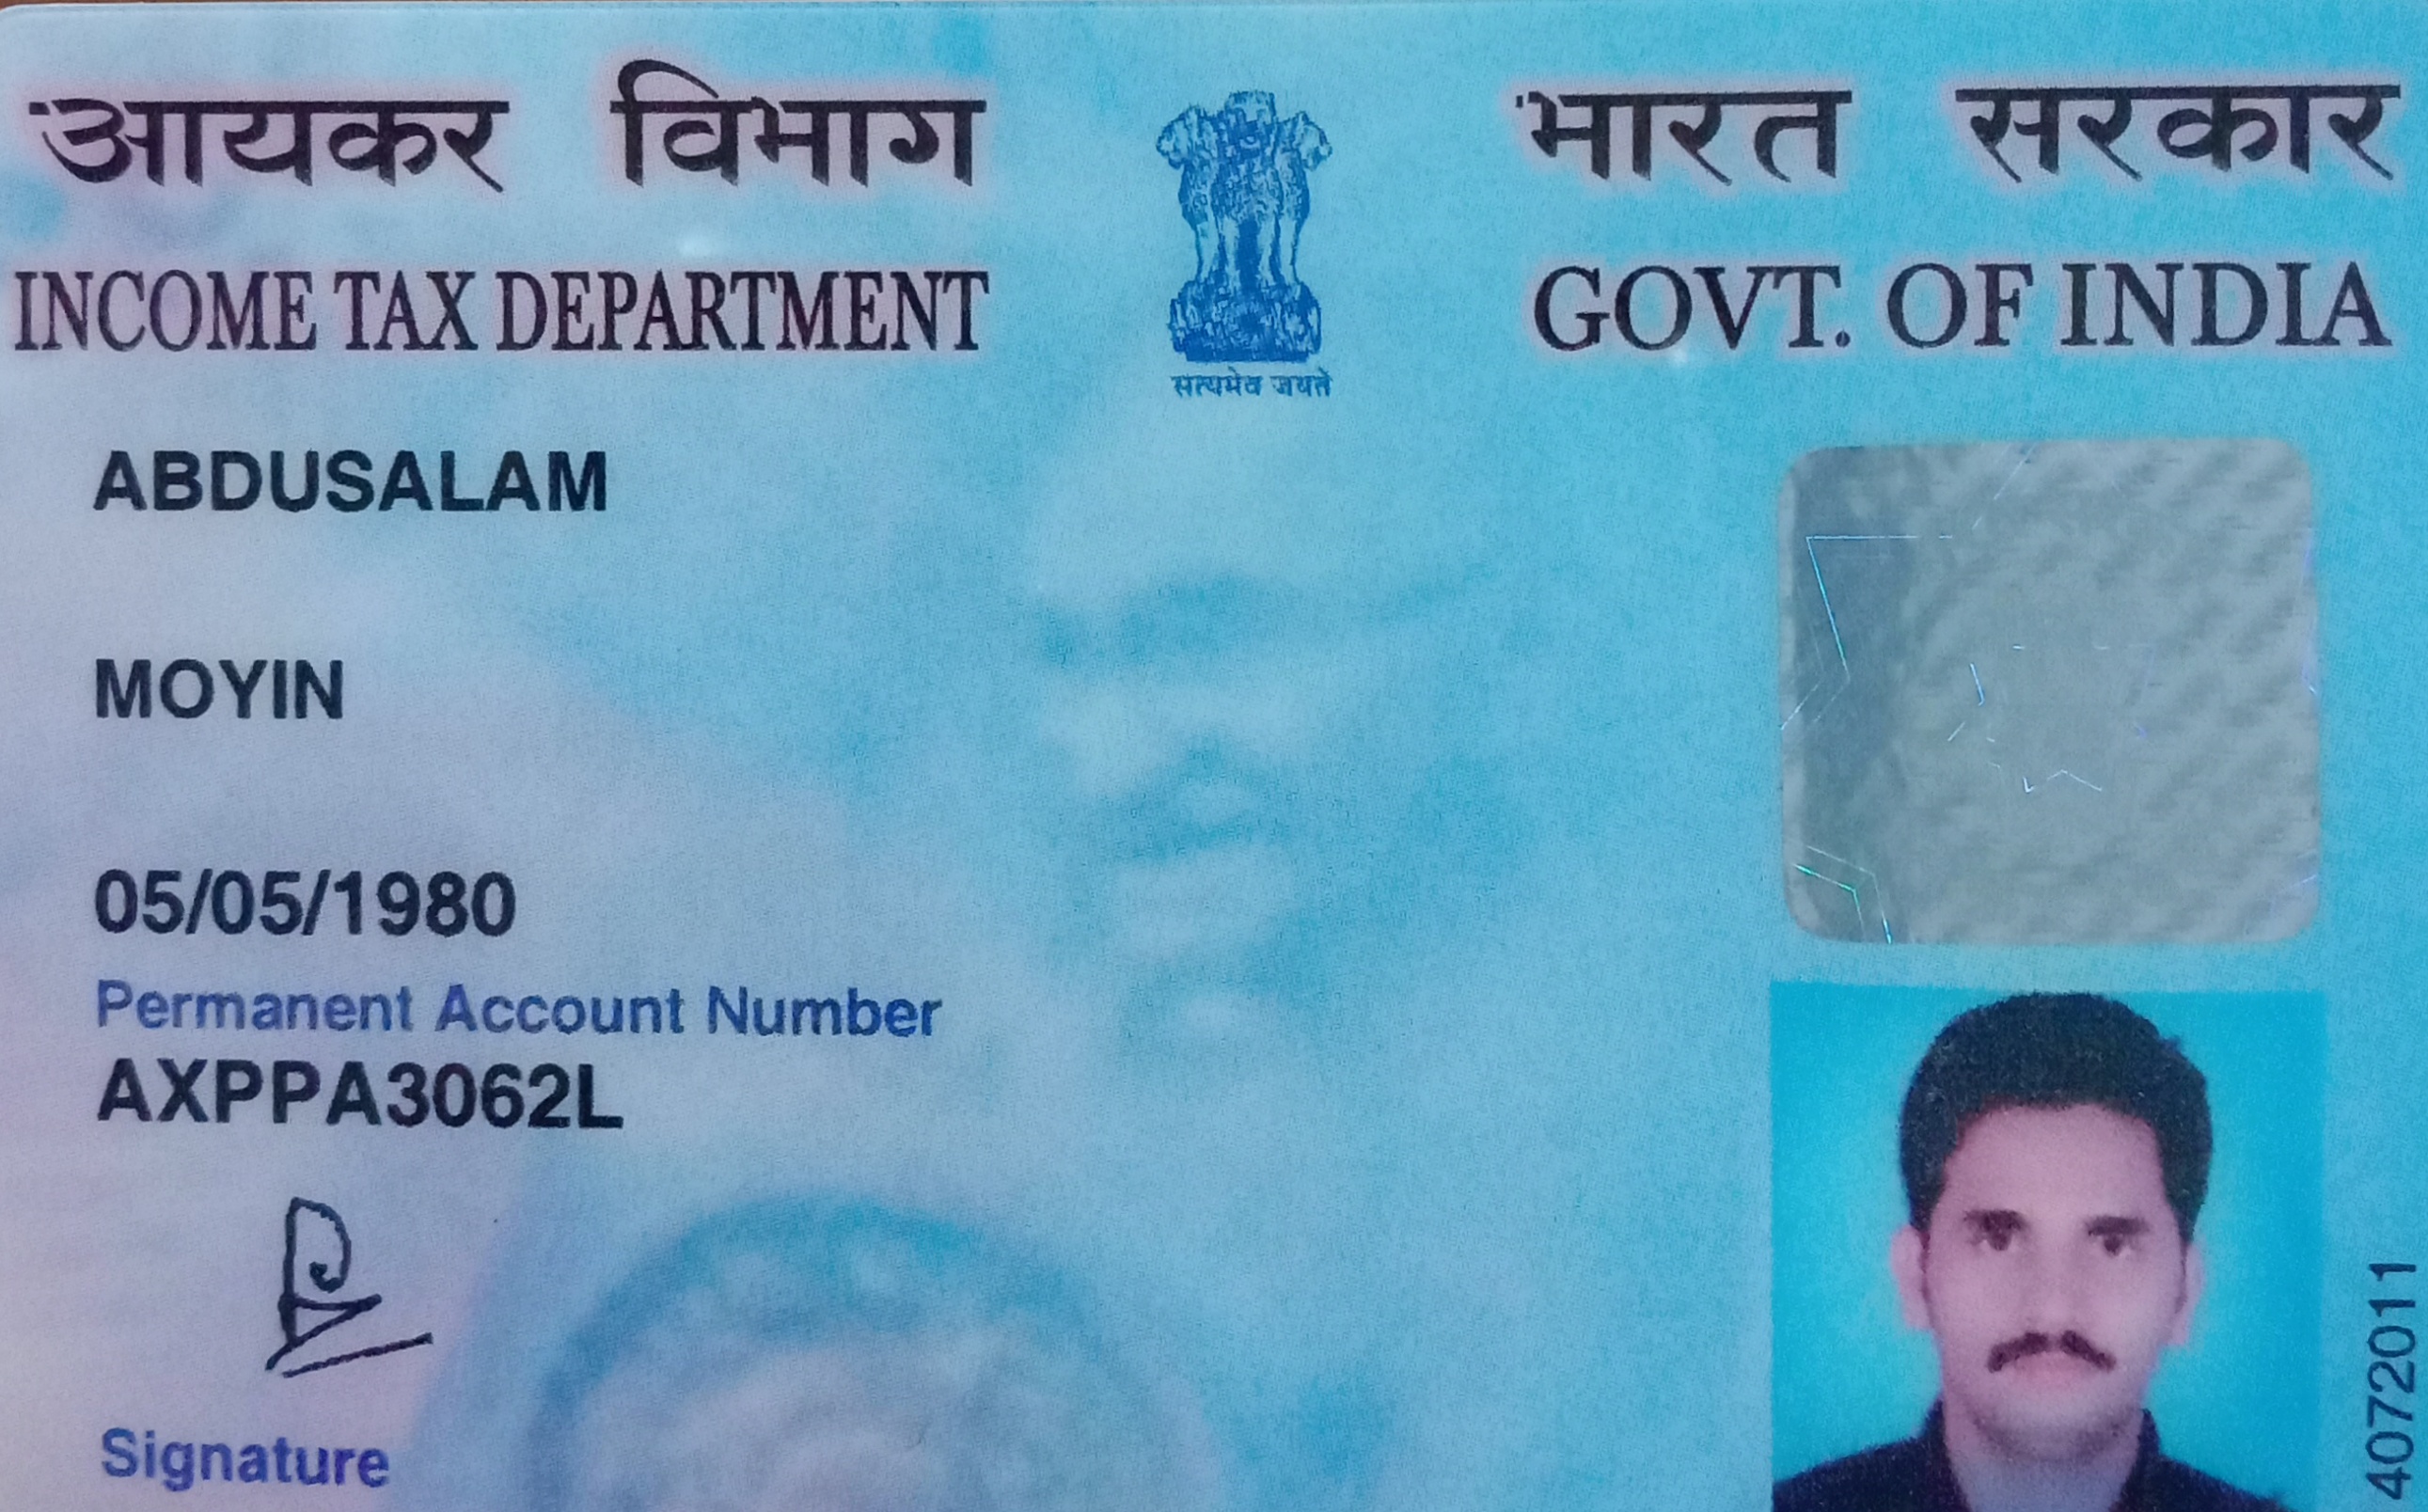 आयकर विभाग
भारत सरकार
INCOME TAX DEPARTMENT
GOVT. OF INDIA
सत्यमेव जयते
ABDUSALAM
MOYIN
05/05/1980
Permanent Account Number
AXPPA3062L
Signature
4072011